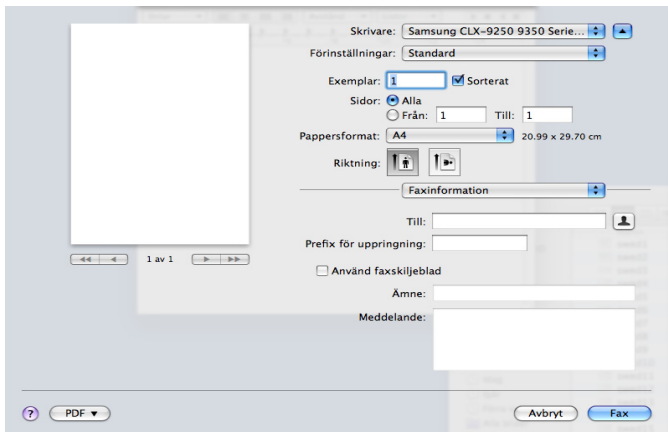 Skrivare: Samsung CLX-9250 9350 Serie...
Förinställningar: Standard
Exemplar: 1 Sorterat
Sidor: Alla
Från: 1 Till: 1
Pappersformat: A4 20.99 x 29.70 cm
Riktning:
Faxinformation
Till:
Prefix för uppringning:
1 av 1
Använd faxskiljeblad
Ämne:
Meddelande:
? PDF Avbryt Fax